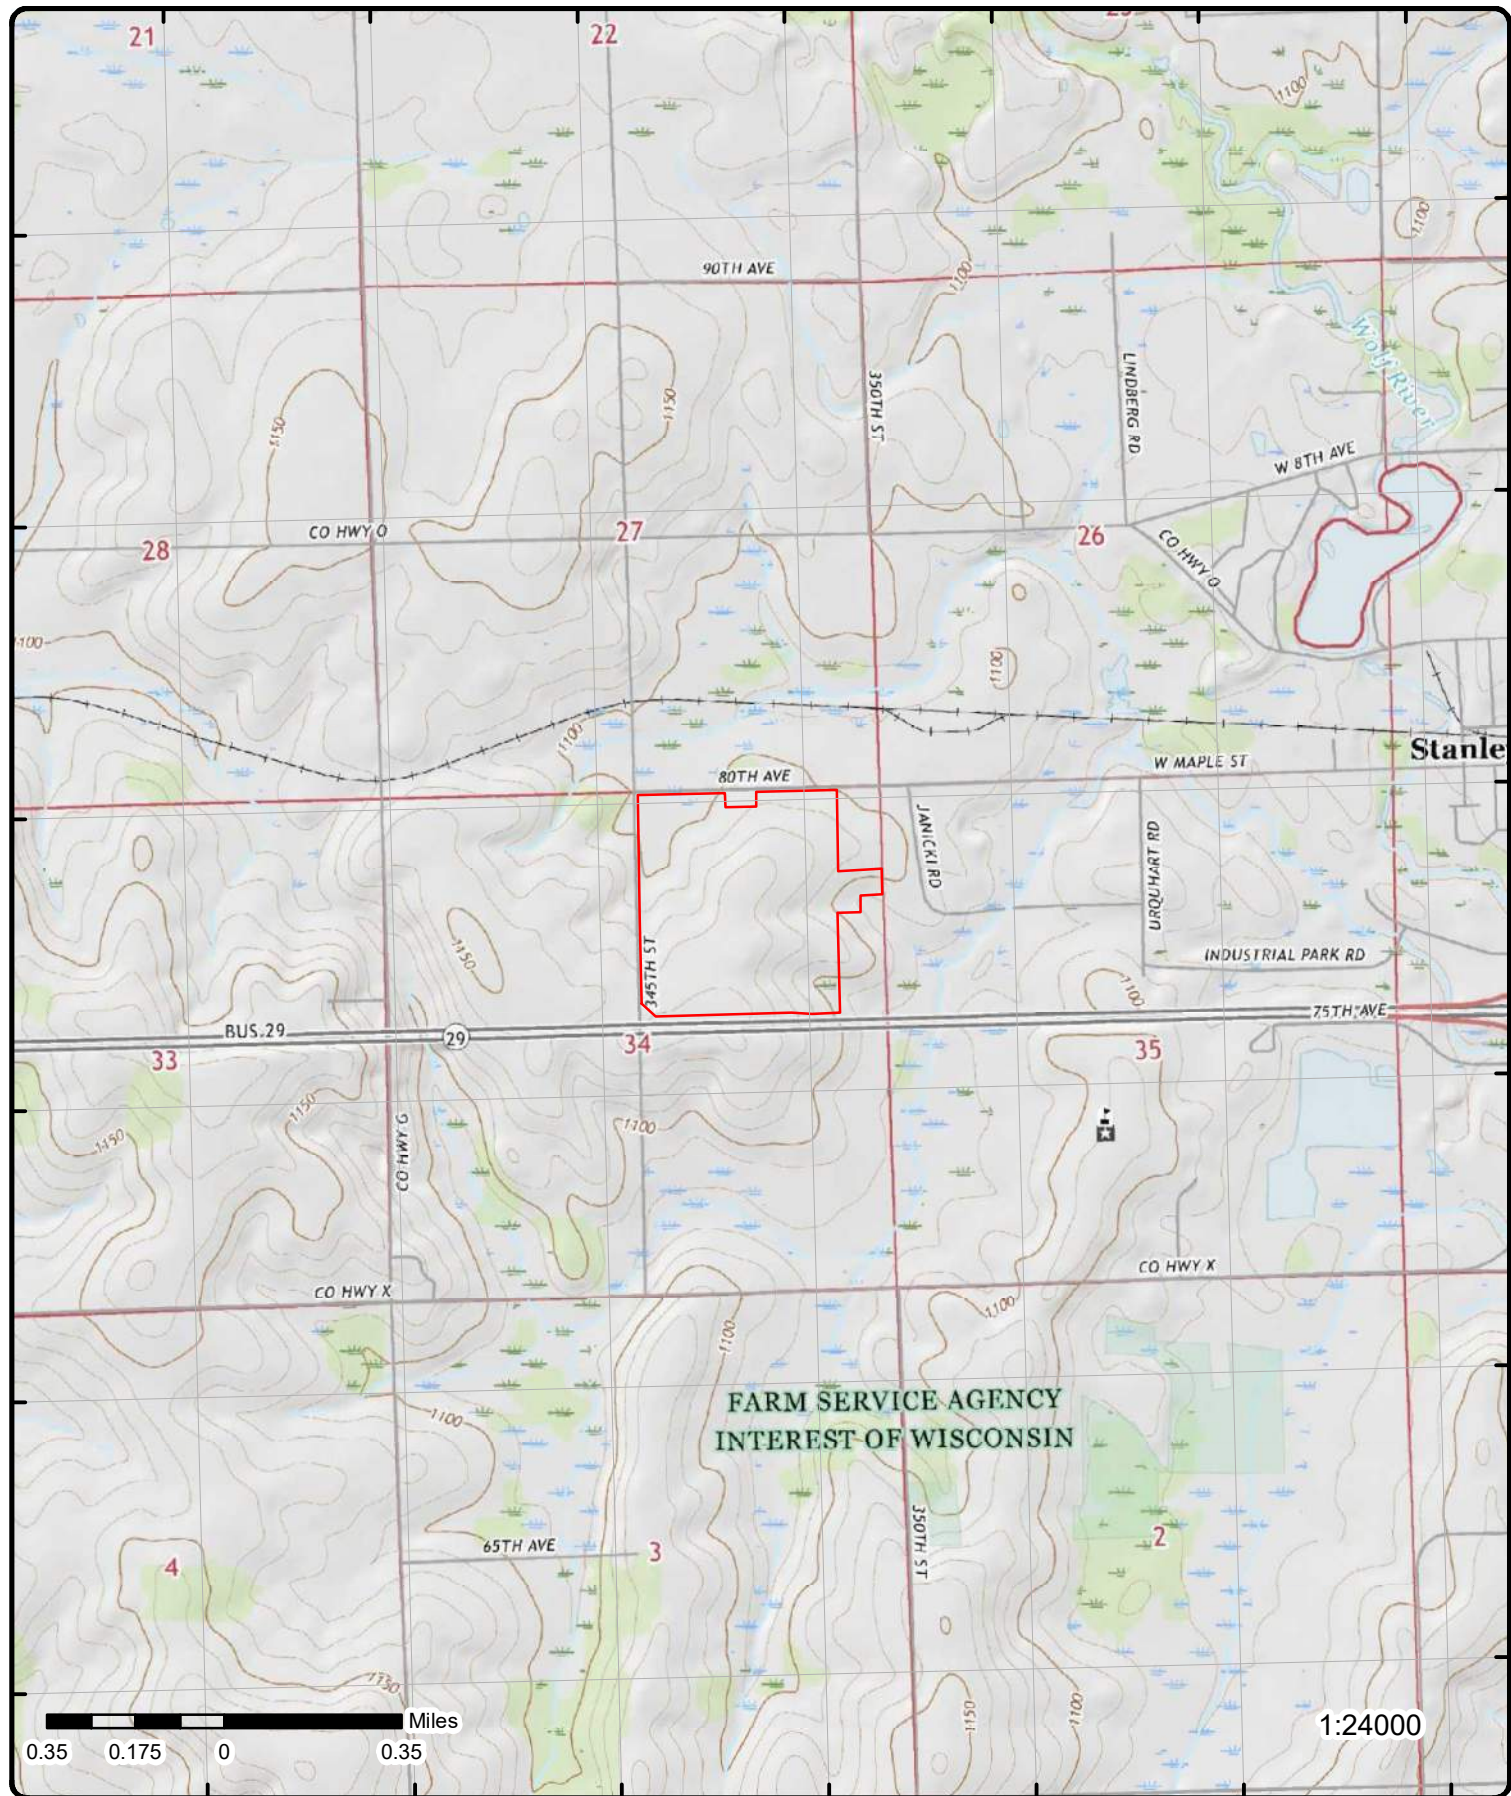 21
22
1100
1100
90TH AVE
1100
Wolf River
LINDBERG RD
350TH ST
1150
1150
W 8TH AVE
CO HWY O
27
26
28
CO HWY O
1100
1100
1100
80TH AVE
W MAPLE ST
Stanle
JANICKI RD
URQUHART RD
1150
345TH ST
INDUSTRIAL PARK RD
1100
75TH AVE
BUS 29
29
33
34
35
1150
1150
1100
CO HWY G
CO HWY X
CO HWY X
1100
1100
FARM SERVICE AGENCY
INTEREST OF WISCONSIN
1100
350TH ST
65TH AVE
4
3
2
1150
1150
1100
Miles
0.35 0.175 0 0.35
1:24000